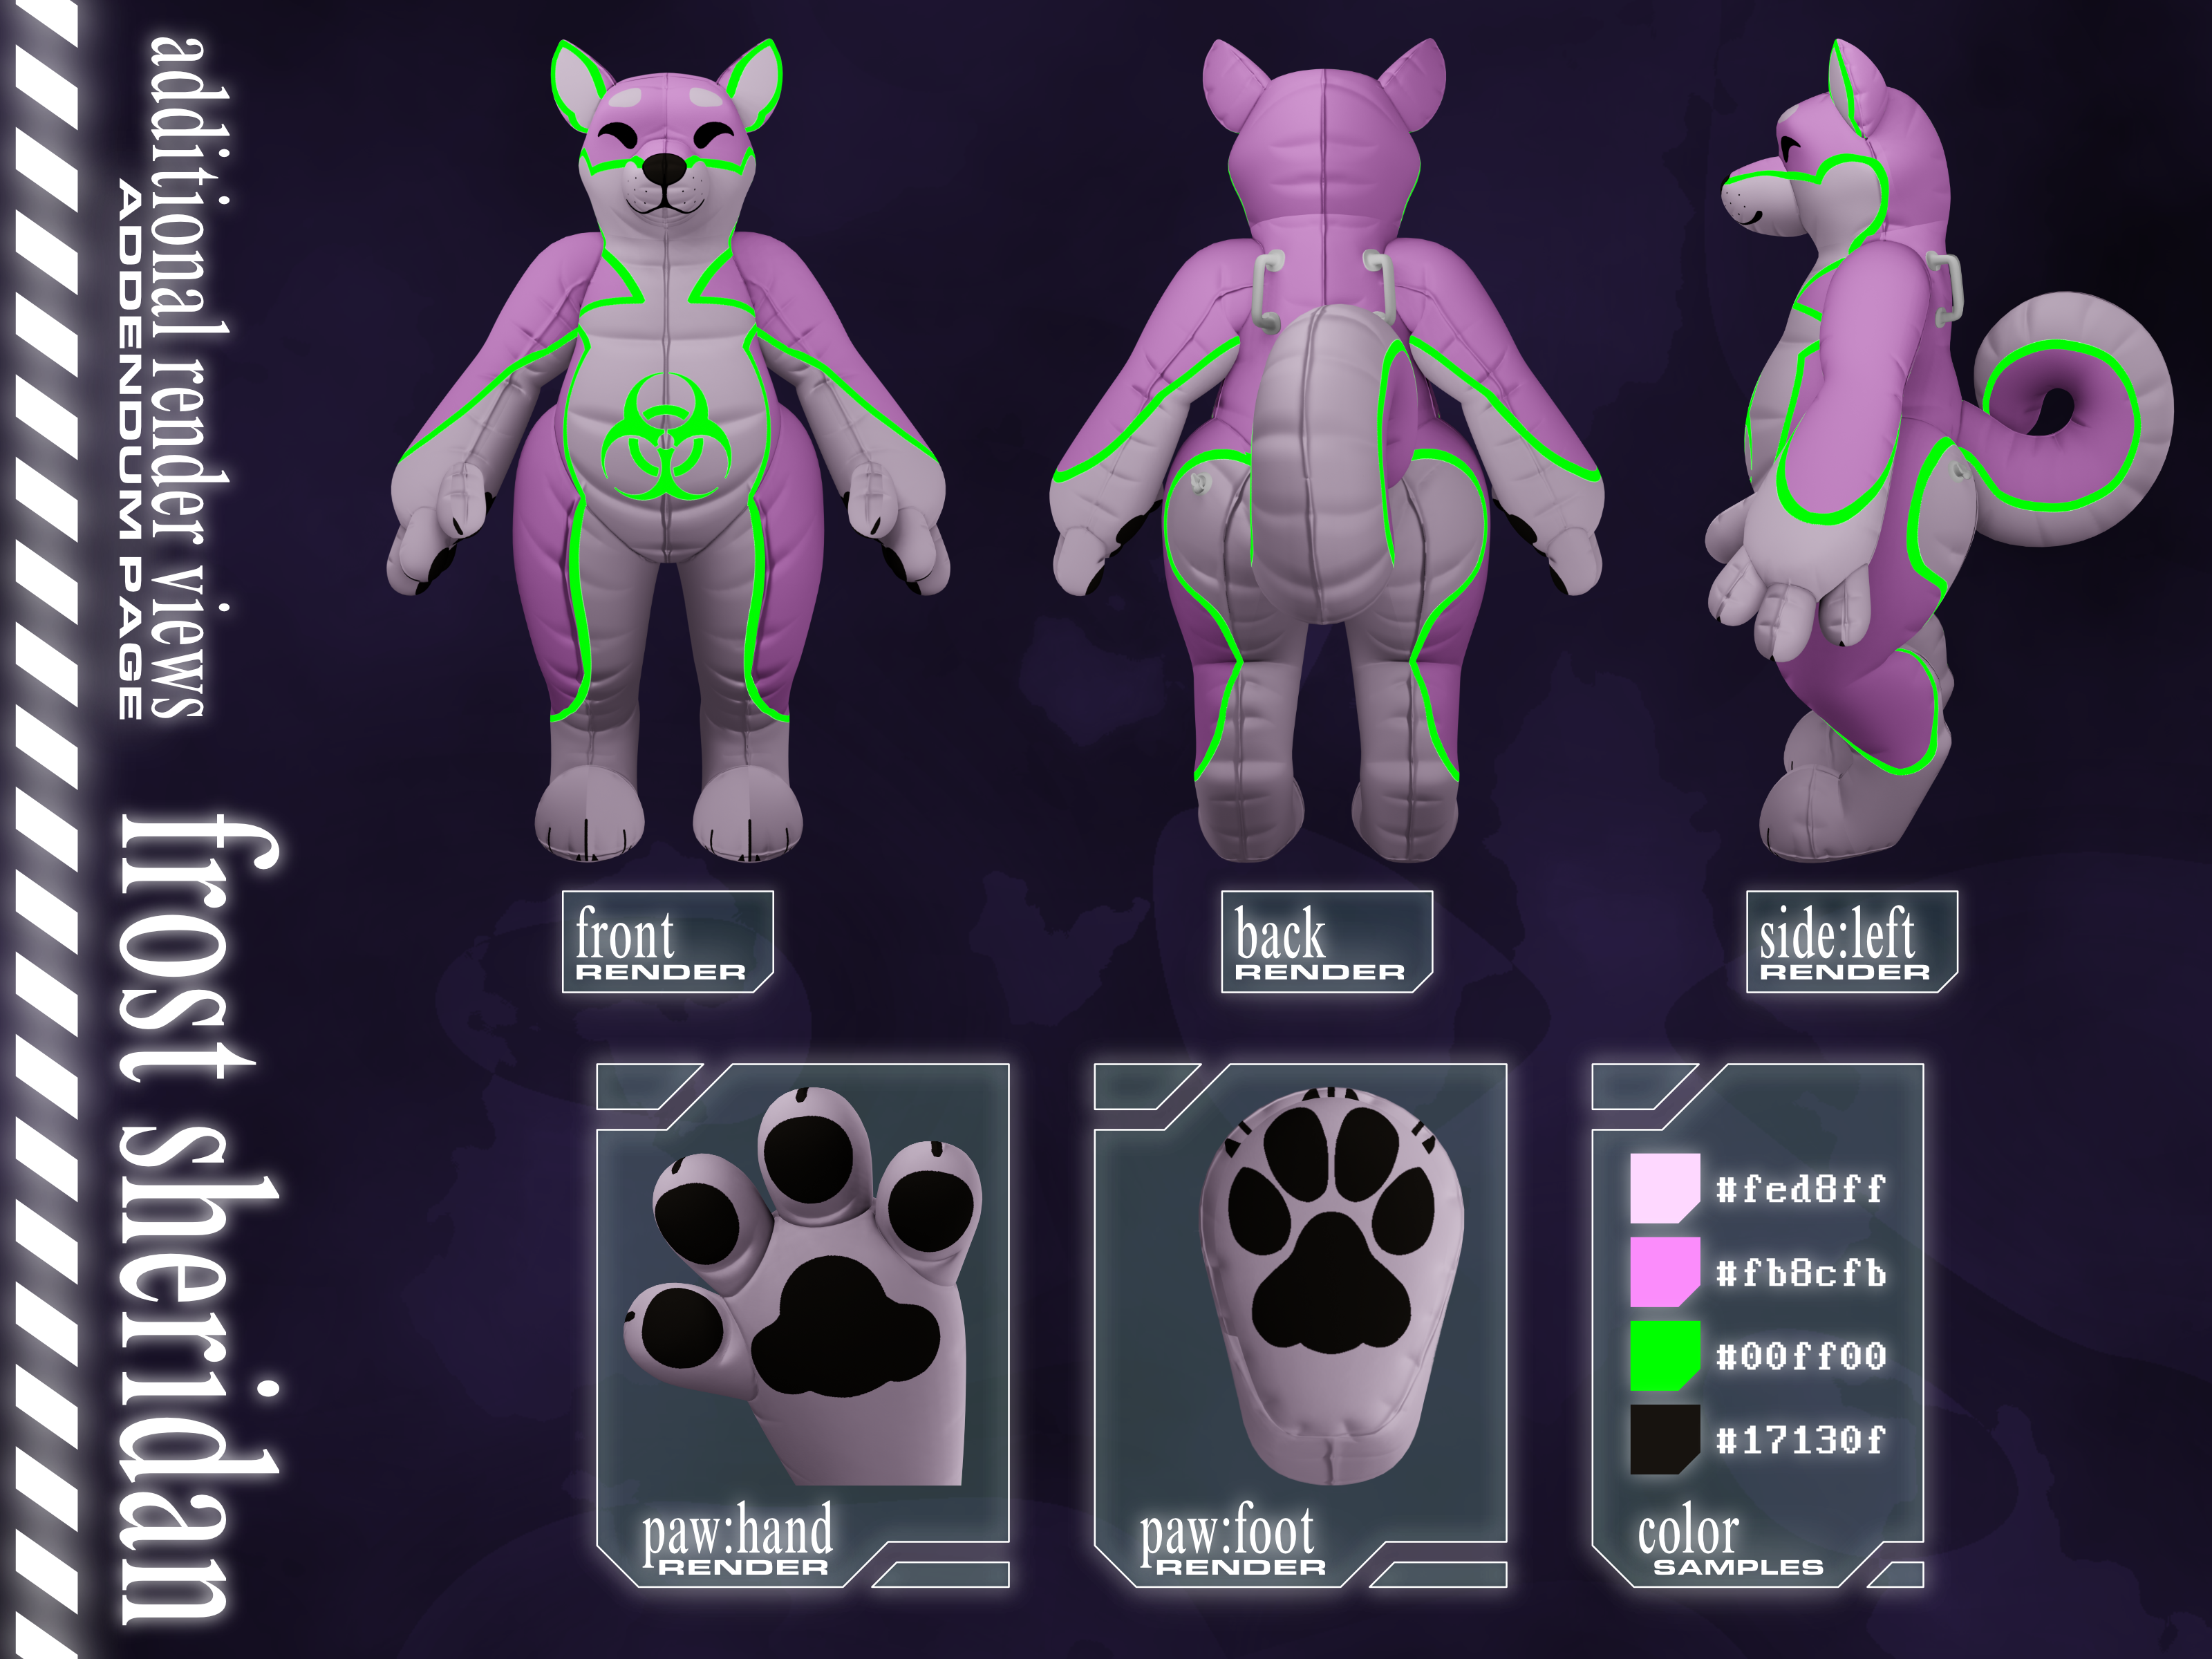 additional render views
ADDENDUM PAGE
frost sheridan
front
RENDER
back
RENDER
side:left
RENDER
paw:hand
RENDER
paw:foot
RENDER
#fed8ff
#fb8cfb
#00ff00
#17130f
color
SAMPLES